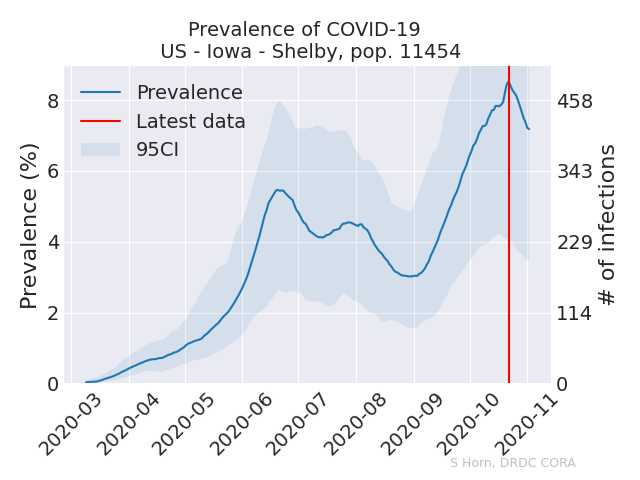 Prevalence of COVID-19
US - Iowa - Shelby, pop. 11454
Prevalence
Latest data
95CI
Prevalence (%)
8
6
4
2
0
458
343
229
114
0
# of infections
2020-03
2020-04
2020-05
2020-06
2020-07
2020-08
2020-09
2020-10
2020-11
S Horn, DRDC CORA